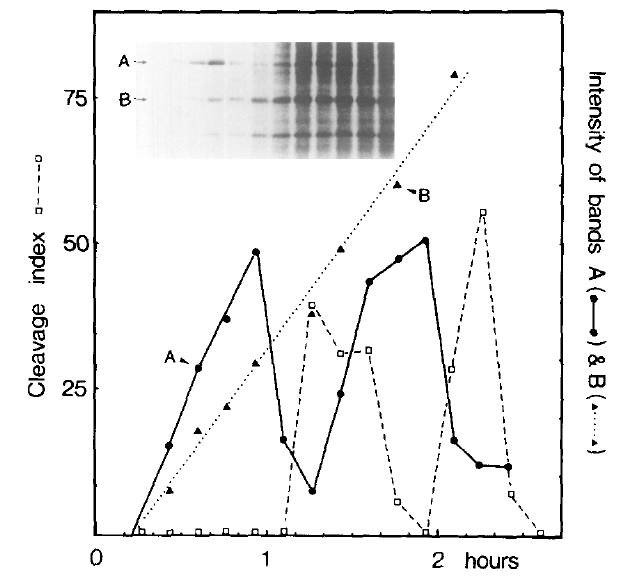 A
B
75
50
25
A
B
0
1
2
hours
Cleavage index
Intensity of bands A ( ) & B ( )